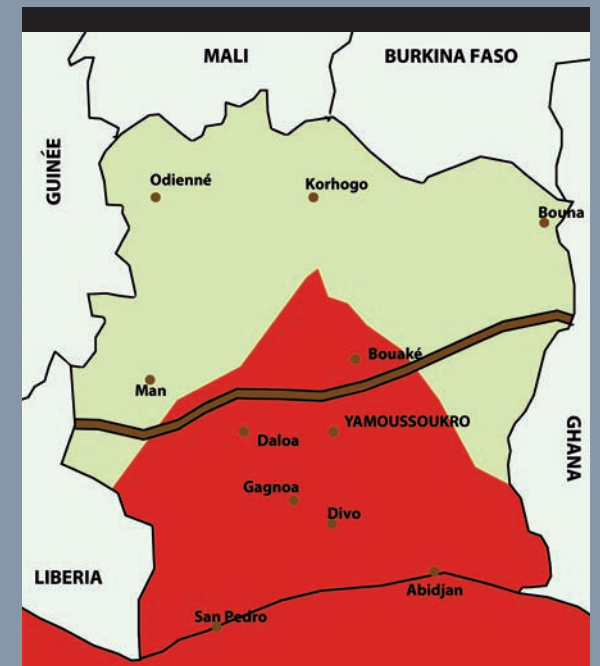 MALI
BURKINA FASO
GUINÉE
Odienné
Korhogo
Bouna
Bouaké
Man
YAMOUSSOUKRO
Daloa
GHANA
Gagnoa
Divo
LIBERIA
Abidjan
San Pedro